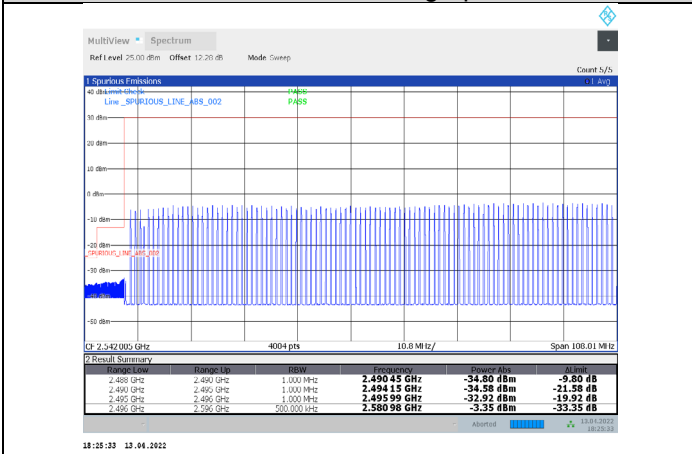 MultiView Spectrum
Ref Level 25.00 dBm Offset 12.28 dB Mode Sweep
Count 5/5
1 Spurious Emissions 1 Avg
40 dBm Limit Check PASS
Line _SPURIOUS_LINE_ABS_002 PASS
30 dBm
20 dBm
10 dBm
0 dBm
-10 dBm
-20 dBm
_SPURIOUS_LINE_ABS_002
-30 dBm
-40 dBm
-50 dBm
CF 2.542005 GHz 4004 pts 10.8 MHz/ Span 108.01 MHz
2 Result Summary
Range Low Range Up RBW Frequency Power Abs ΔLimit
2.488 GHz 2.490 GHz 1.000 MHz 2.490 45 GHz -34.80 dBm -9.80 dB
2.490 GHz 2.495 GHz 1.000 MHz 2.494 15 GHz -34.58 dBm -21.58 dB
2.495 GHz 2.496 GHz 1.000 MHz 2.495 99 GHz -32.92 dBm -19.92 dB
2.496 GHz 2.596 GHz 500.000 kHz 2.580 98 GHz -3.35 dBm -33.35 dB
Aborted 13.04.2022
18:25:33
18:25:33 13.04.2022